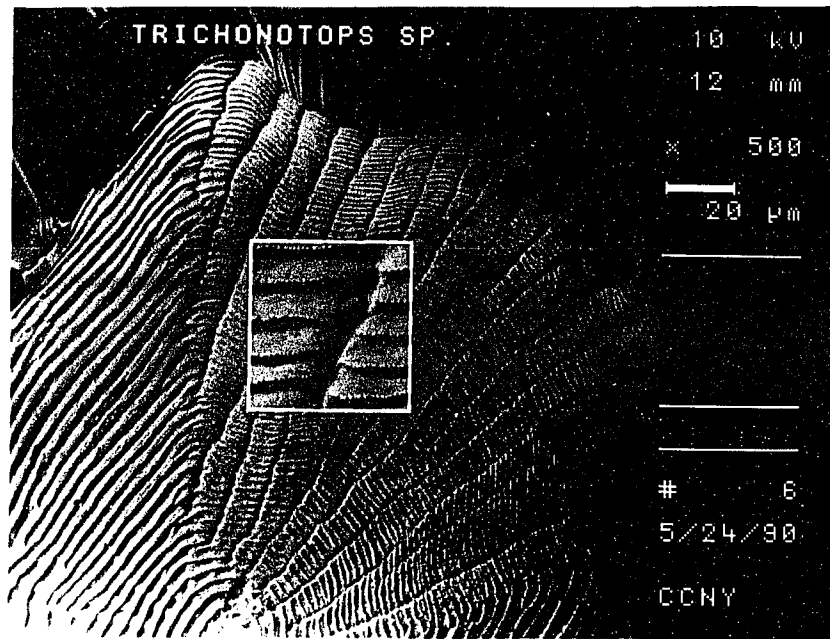 TRICHONOTOPS SP.
10 kV
12 mm
x 500
20 µm
# 6
5/24/90
CCNY